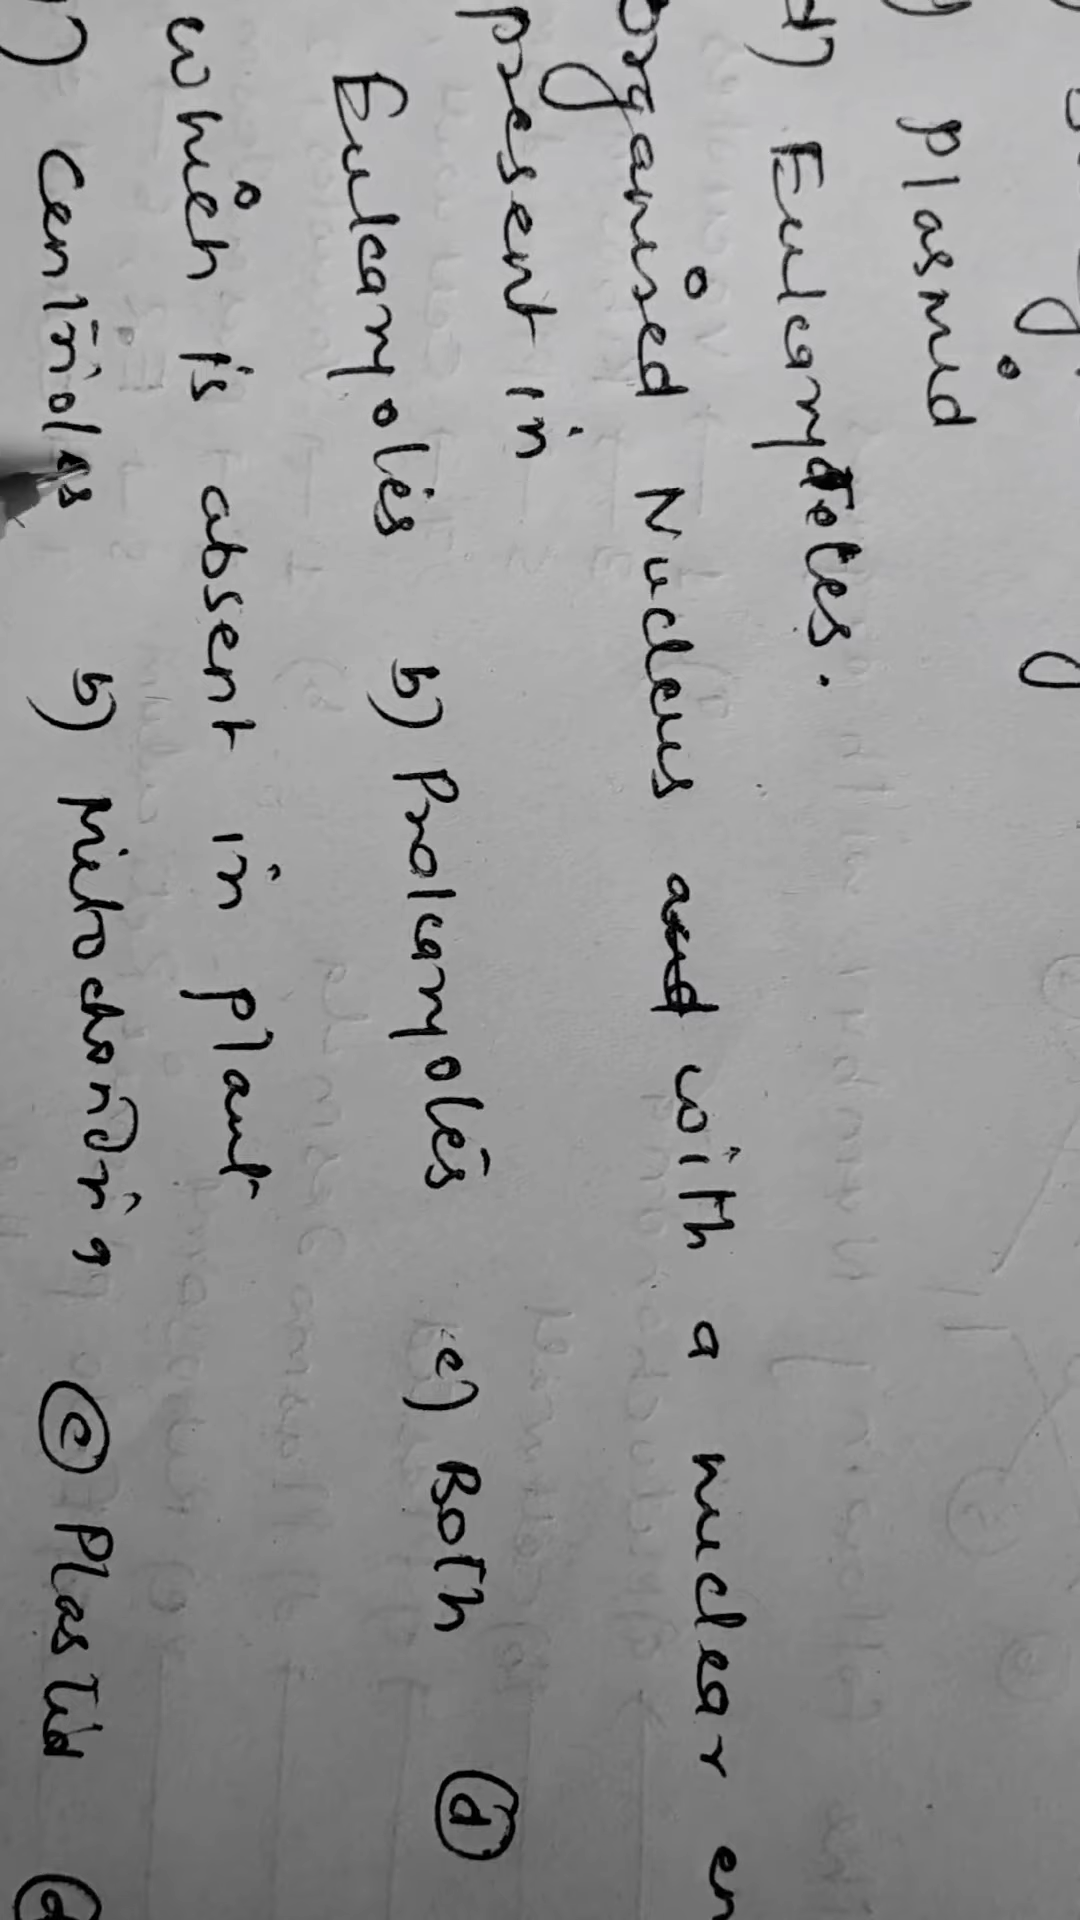 Plasmid
d) Eukaryotes.
organised Nucleus and with a nuclear en
present in
Eukaryotes b) Prokaryotes c) Both d)
which is absent in plant
a) Centrioles b) Mitochondria c) Plastid d